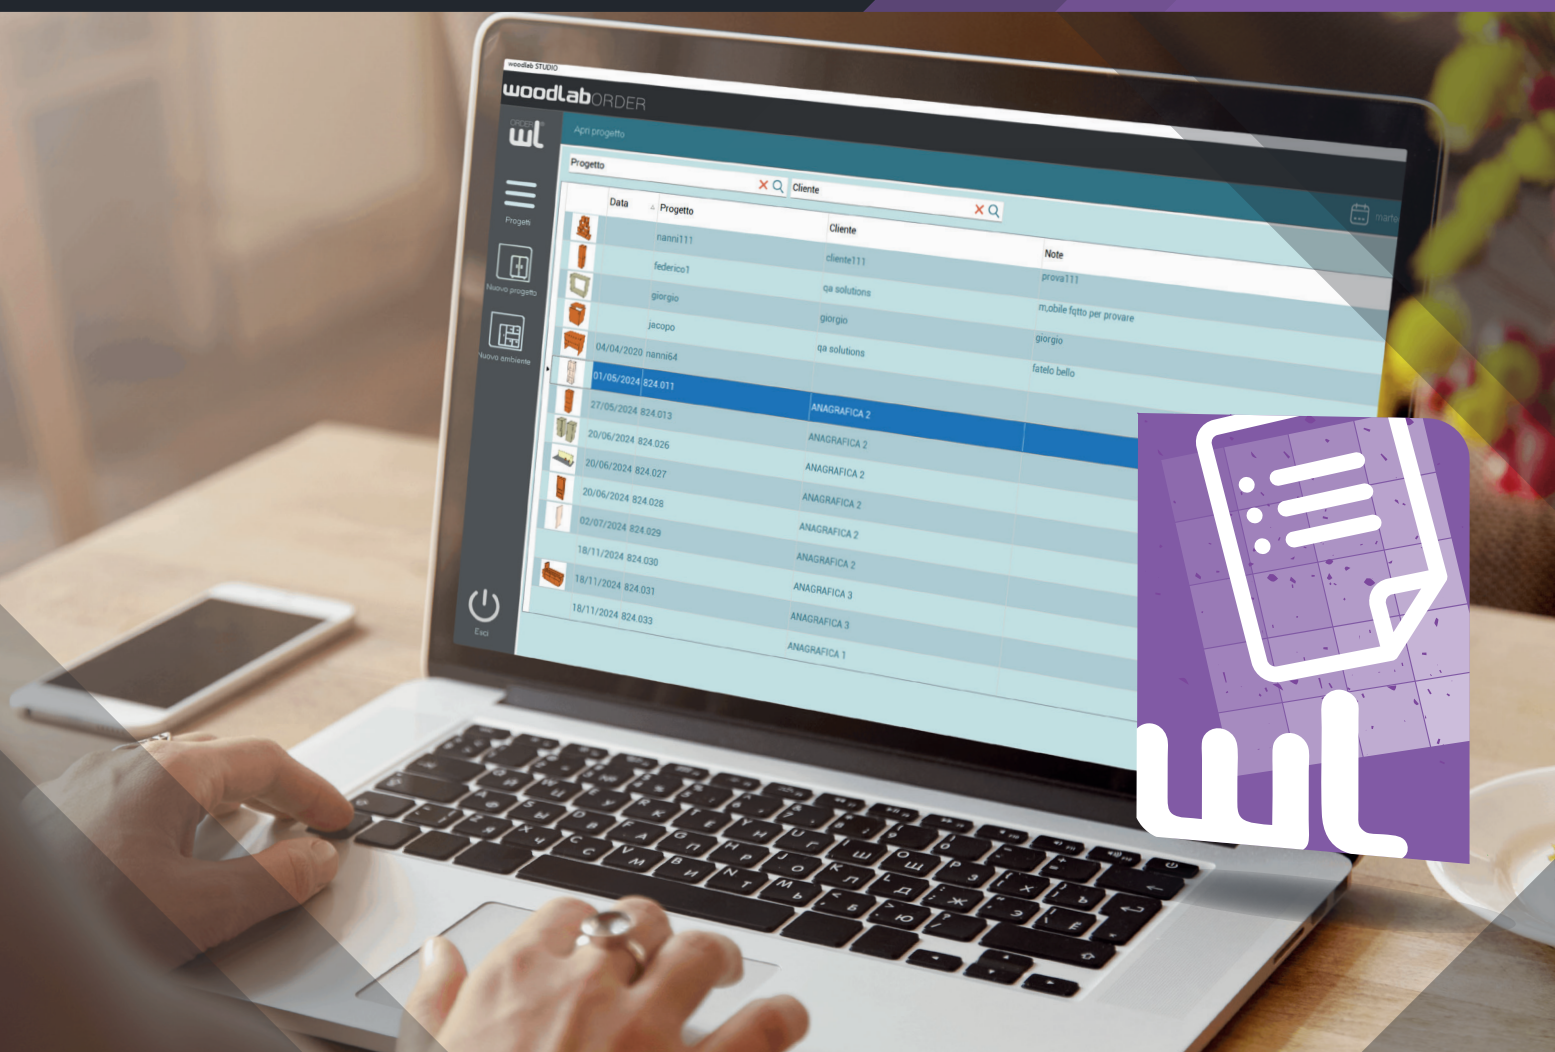 woodlab STUDIO
woodlabORDER
ORDER
wl
Apri progetto
Progetto
Cliente
Data Progetto Cliente Note
nanni111 cliente111 prova111
federico1 qa solutions m,obile fqtto per provare
giorgio giorgio giorgio
jacopo qa solutions fatelo bello
04/04/2020 nanni64
01/05/2024 824.011 ANAGRAFICA 2
27/05/2024 824.013 ANAGRAFICA 2
20/06/2024 824.026 ANAGRAFICA 2
20/06/2024 824.027 ANAGRAFICA 2
20/06/2024 824.028 ANAGRAFICA 2
02/07/2024 824.029 ANAGRAFICA 2
18/11/2024 824.030 ANAGRAFICA 3
18/11/2024 824.031 ANAGRAFICA 3
18/11/2024 824.033 ANAGRAFICA 1
Progetti
Nuovo progetto
Nuovo ambiente
Esci
wl